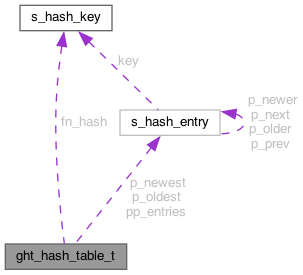 s_hash_key
key
fn_hash
s_hash_entry
p_newer
p_next
p_older
p_prev
p_newest
p_oldest
pp_entries
ght_hash_table_t